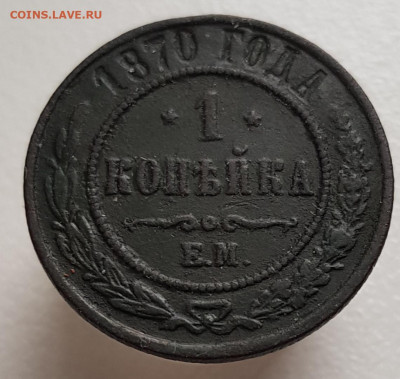 COINS.LAVE.RU
1870 ГОДА
* 1 *
КОПѢЙКА
Е.М.